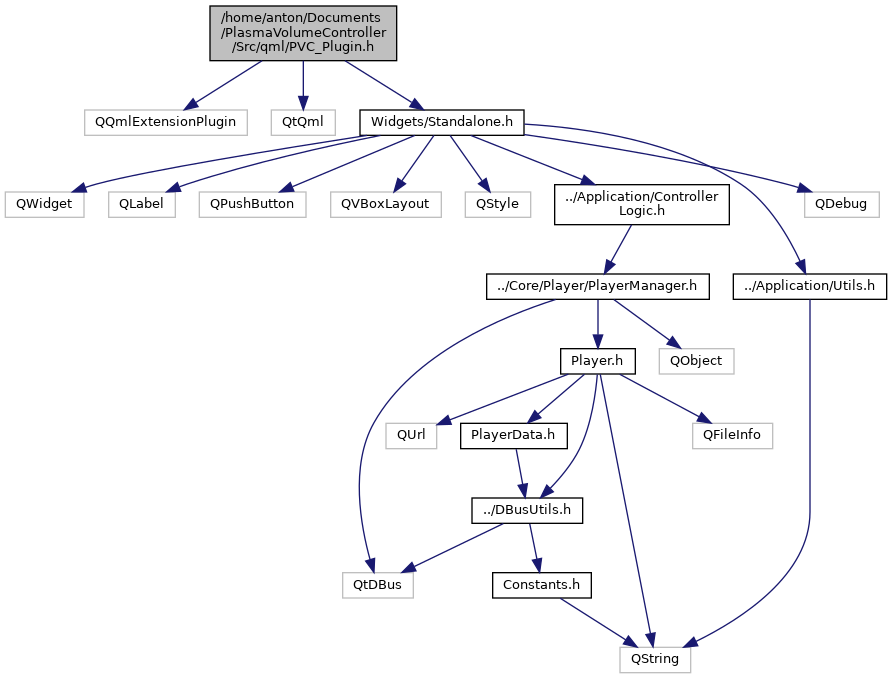 /home/anton/Documents
/PlasmaVolumeController
/Src/qml/PVC_Plugin.h
QQmlExtensionPlugin
QtQml
Widgets/Standalone.h
QWidget
QLabel
QPushButton
QVBoxLayout
QStyle
../Application/Controller
Logic.h
QDebug
../Core/Player/PlayerManager.h
../Application/Utils.h
Player.h
QObject
QUrl
PlayerData.h
QFileInfo
../DBusUtils.h
QtDBus
Constants.h
QString